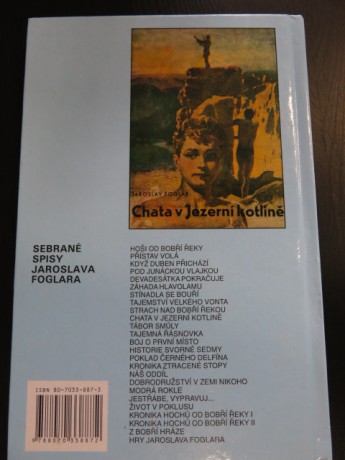 JAROSLAV FOGLAR
Chata v Jezerní kotlině
SEBRANÉ
SPISY
JAROSLAVA
FOGLARA
HOŠI OD BOBŘÍ ŘEKY
PŘÍSTAV VOLÁ
KDYŽ DUBEN PŘICHÁZÍ
POD JUNÁCKOU VLAJKOU
DEVADESÁTKA POKRAČUJE
ZÁHADA HLAVOLAMU
STÍNADLA SE BOUŘÍ
TAJEMSTVÍ VELKÉHO VONTA
STRACH NAD BOBŘÍ ŘEKOU
CHATA V JEZERNÍ KOTLINĚ
TÁBOR SMŮLY
TAJEMNÁ ŘÁSNOVKA
BOJ O PRVNÍ MÍSTO
HISTORIE SVORNÉ SEDMY
POKLAD ČERNÉHO DELFÍNA
KRONIKA ZTRACENÉ STOPY
NÁŠ ODDÍL
DOBRODRUŽSTVÍ V ZEMI NIKOHO
MODRÁ ROKLE
JESTŘÁBE, VYPRAVUJ...
ŽIVOT V POKLUSU
KRONIKA HOCHŮ OD BOBŘÍ ŘEKY I
KRONIKA HOCHŮ OD BOBŘÍ ŘEKY II
Z BOBŘÍ HRÁZE
HRY JAROSLAVA FOGLARA